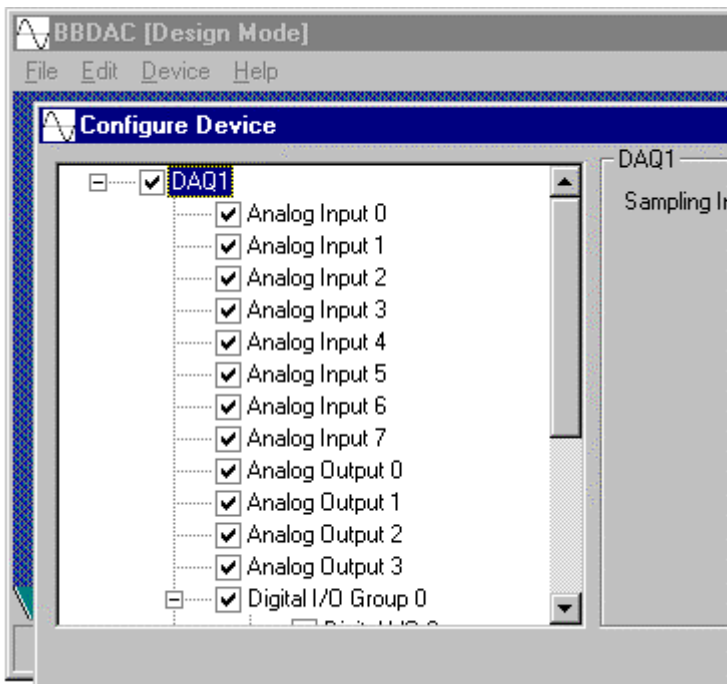 BBDAC [Design Mode]
File Edit Device Help
Configure Device
DAQ1
DAQ1
Sampling
Analog Input 0
Analog Input 1
Analog Input 2
Analog Input 3
Analog Input 4
Analog Input 5
Analog Input 6
Analog Input 7
Analog Output 0
Analog Output 1
Analog Output 2
Analog Output 3
Digital I/O Group 0